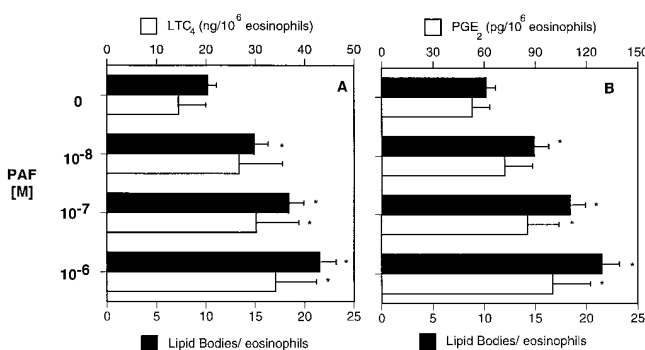 LTC4 (ng/10^6 eosinophils)
PGE2 (pg/10^6 eosinophils)
0 10 20 30 40 50
0 30 60 90 120 150
A
B
0
10^-8 * *
PAF
[M]
10^-7 * * * *
10^-6 * * * *
0 5 10 15 20 25
0 5 10 15 20 25
Lipid Bodies/ eosinophils
Lipid Bodies/ eosinophils